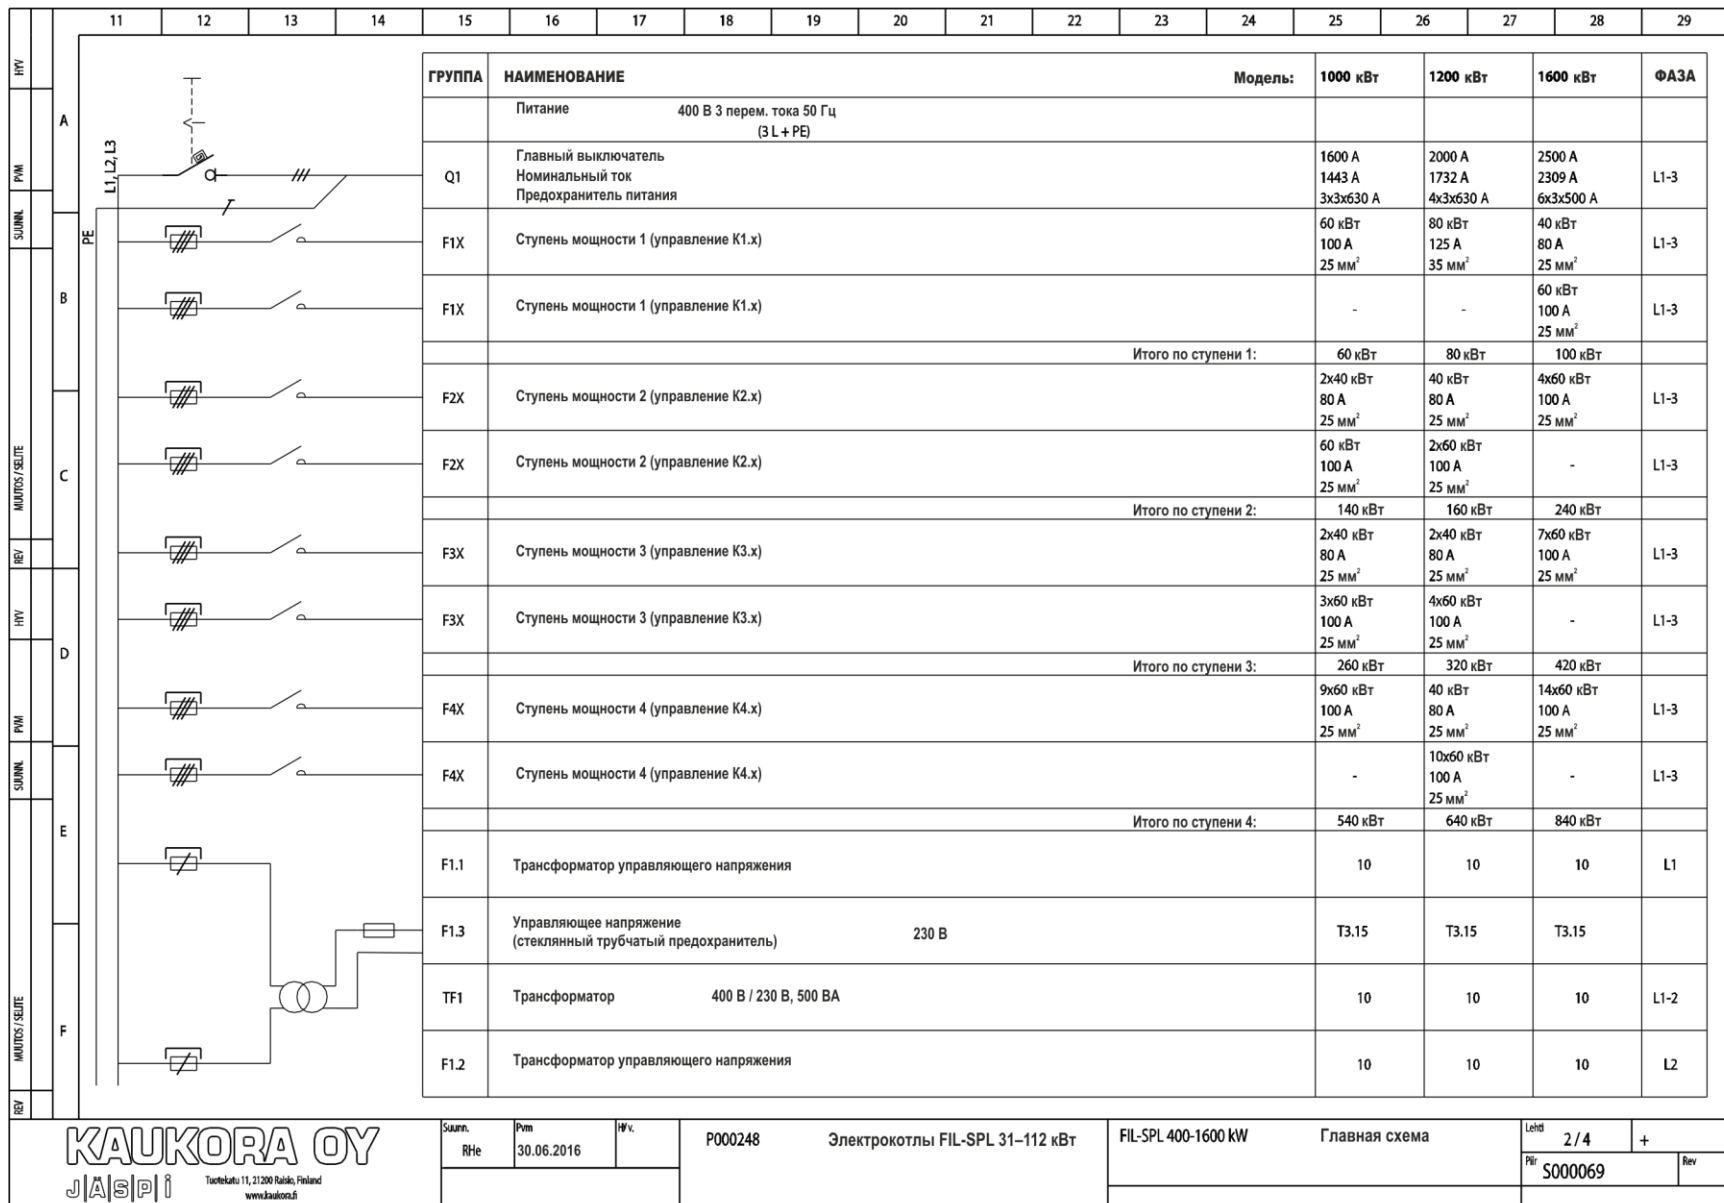 11 12 13 14 15 16 17 18 19 20 21 22 23 24 25 26 27 28 29
HYV
PVM
SUUNN.
MUUTOS / SELITE
REV
HYV
PVM
SUUNN.
MUUTOS / SELITE
REV
A
B
C
D
E
F
L1, L2, L3
PE
ГРУППА НАИМЕНОВАНИЕ Модель: 1000 кВт 1200 кВт 1600 кВт ФАЗА
Питание 400 В 3 перем. тока 50 Гц
(3 L + PE)
Главный выключатель 1600 A 2000 A 2500 A
Q1 Номинальный ток 1443 A 1732 A 2309 A L1-3
Предохранитель питания 3x3x630 A 4x3x630 A 6x3x500 A
60 кВт 80 кВт 40 кВт
F1X Ступень мощности 1 (управление К1.х) 100 A 125 A 80 A L1-3
25 мм² 35 мм² 25 мм²
60 кВт
F1X Ступень мощности 1 (управление К1.х) - - 100 A L1-3
25 мм²
Итого по ступени 1: 60 кВт 80 кВт 100 кВт
2x40 кВт 40 кВт 4x60 кВт
F2X Ступень мощности 2 (управление К2.х) 80 A 80 A 100 A L1-3
25 мм² 25 мм² 25 мм²
60 кВт 2x60 кВт
F2X Ступень мощности 2 (управление К2.х) 100 A 100 A - L1-3
25 мм² 25 мм²
Итого по ступени 2: 140 кВт 160 кВт 240 кВт
2x40 кВт 2x40 кВт 7x60 кВт
F3X Ступень мощности 3 (управление К3.х) 80 A 80 A 100 A L1-3
25 мм² 25 мм² 25 мм²
3x60 кВт 4x60 кВт
F3X Ступень мощности 3 (управление К3.х) 100 A 100 A - L1-3
25 мм² 25 мм²
Итого по ступени 3: 260 кВт 320 кВт 420 кВт
9x60 кВт 40 кВт 14x60 кВт
F4X Ступень мощности 4 (управление К4.х) 100 A 80 A 100 A L1-3
25 мм² 25 мм² 25 мм²
10x60 кВт
F4X Ступень мощности 4 (управление К4.х) - 100 A - L1-3
25 мм²
Итого по ступени 4: 540 кВт 640 кВт 840 кВт
F1.1 Трансформатор управляющего напряжения 10 10 10 L1
F1.3 Управляющее напряжение
(стеклянный трубчатый предохранитель) 230 В T3.15 T3.15 T3.15
TF1 Трансформатор 400 В / 230 В, 500 ВА 10 10 10 L1-2
F1.2 Трансформатор управляющего напряжения 10 10 10 L2
KAUKORA OY
JÄSPI
Tuotekatu 11, 21200 Raisio, Finland
www.kaukora.fi
Suunn.
RHe
Pvm
30.06.2016
HYv.
P000248 Электрокотлы FIL-SPL 31–112 кВт
FIL-SPL 400-1600 kW Главная схема
Lehti
2 / 4 +
Piir
S000069
Rev